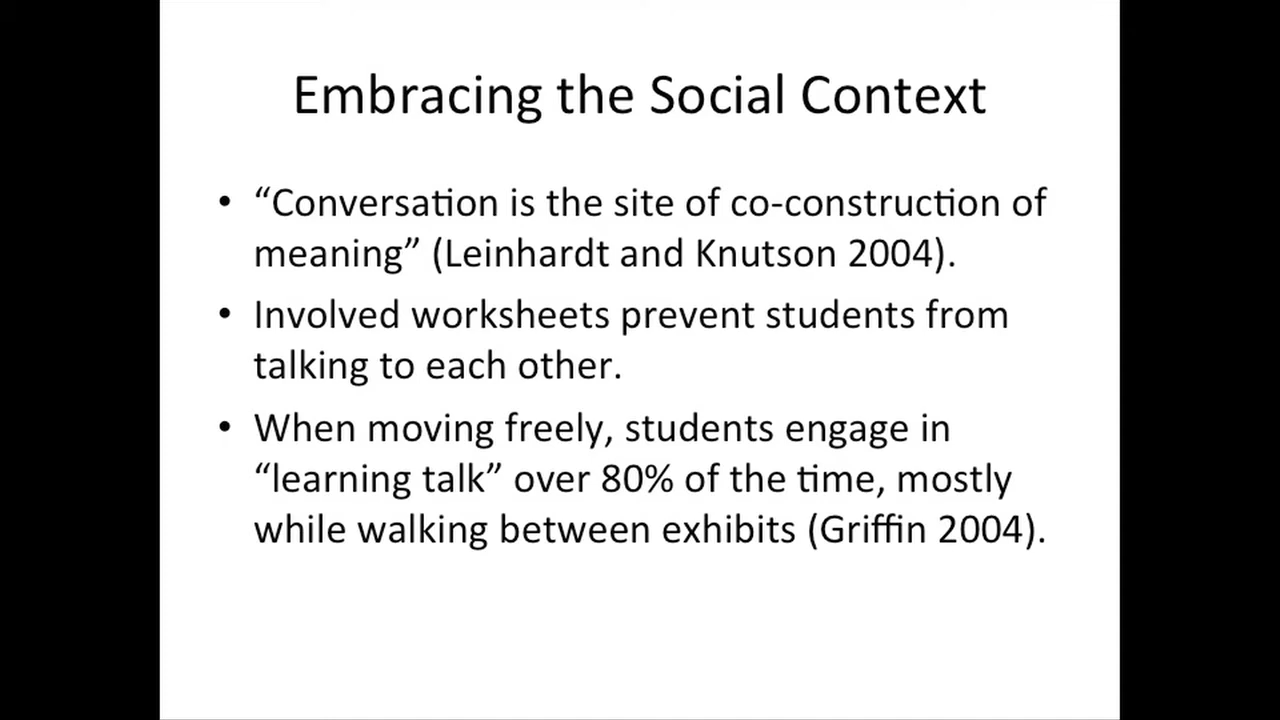 Embracing the Social Context
• “Conversation is the site of co-construction of
meaning” (Leinhardt and Knutson 2004).
• Involved worksheets prevent students from
talking to each other.
• When moving freely, students engage in
“learning talk” over 80% of the time, mostly
while walking between exhibits (Griffin 2004).